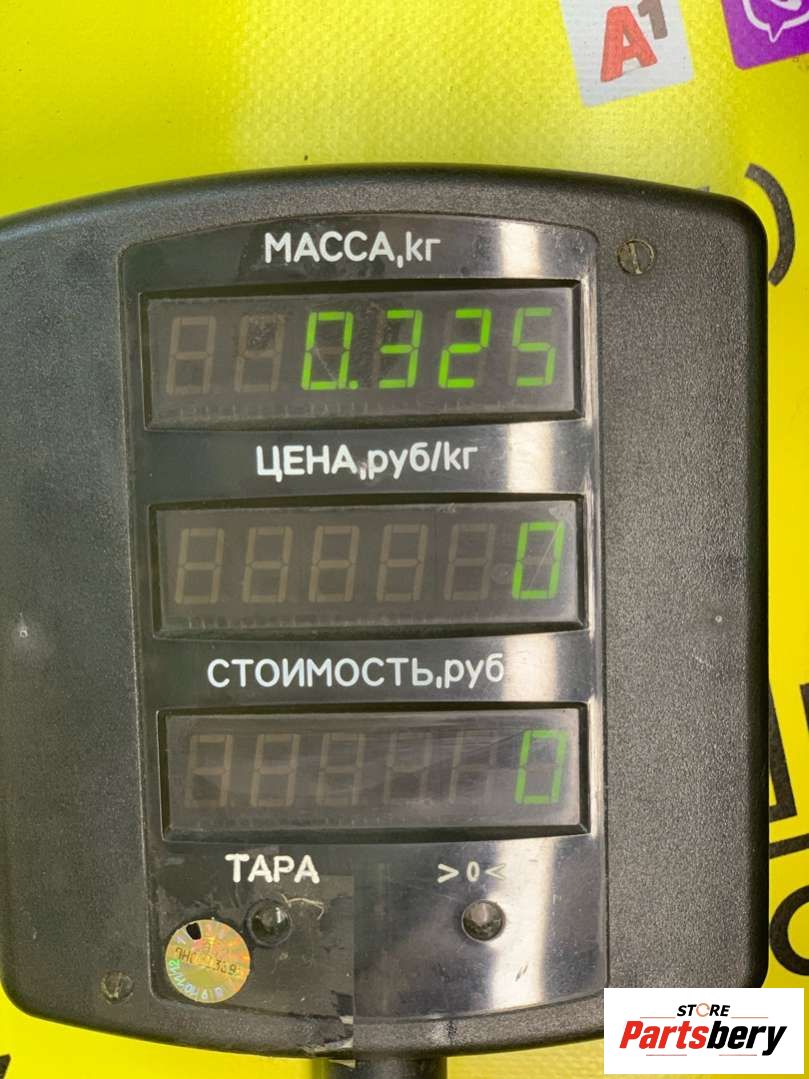 A1
МАССА,кг
0.325
ЦЕНА,руб/кг
0
СТОИМОСТЬ,руб
0
ТАРА >0<
STORE
Partsbery